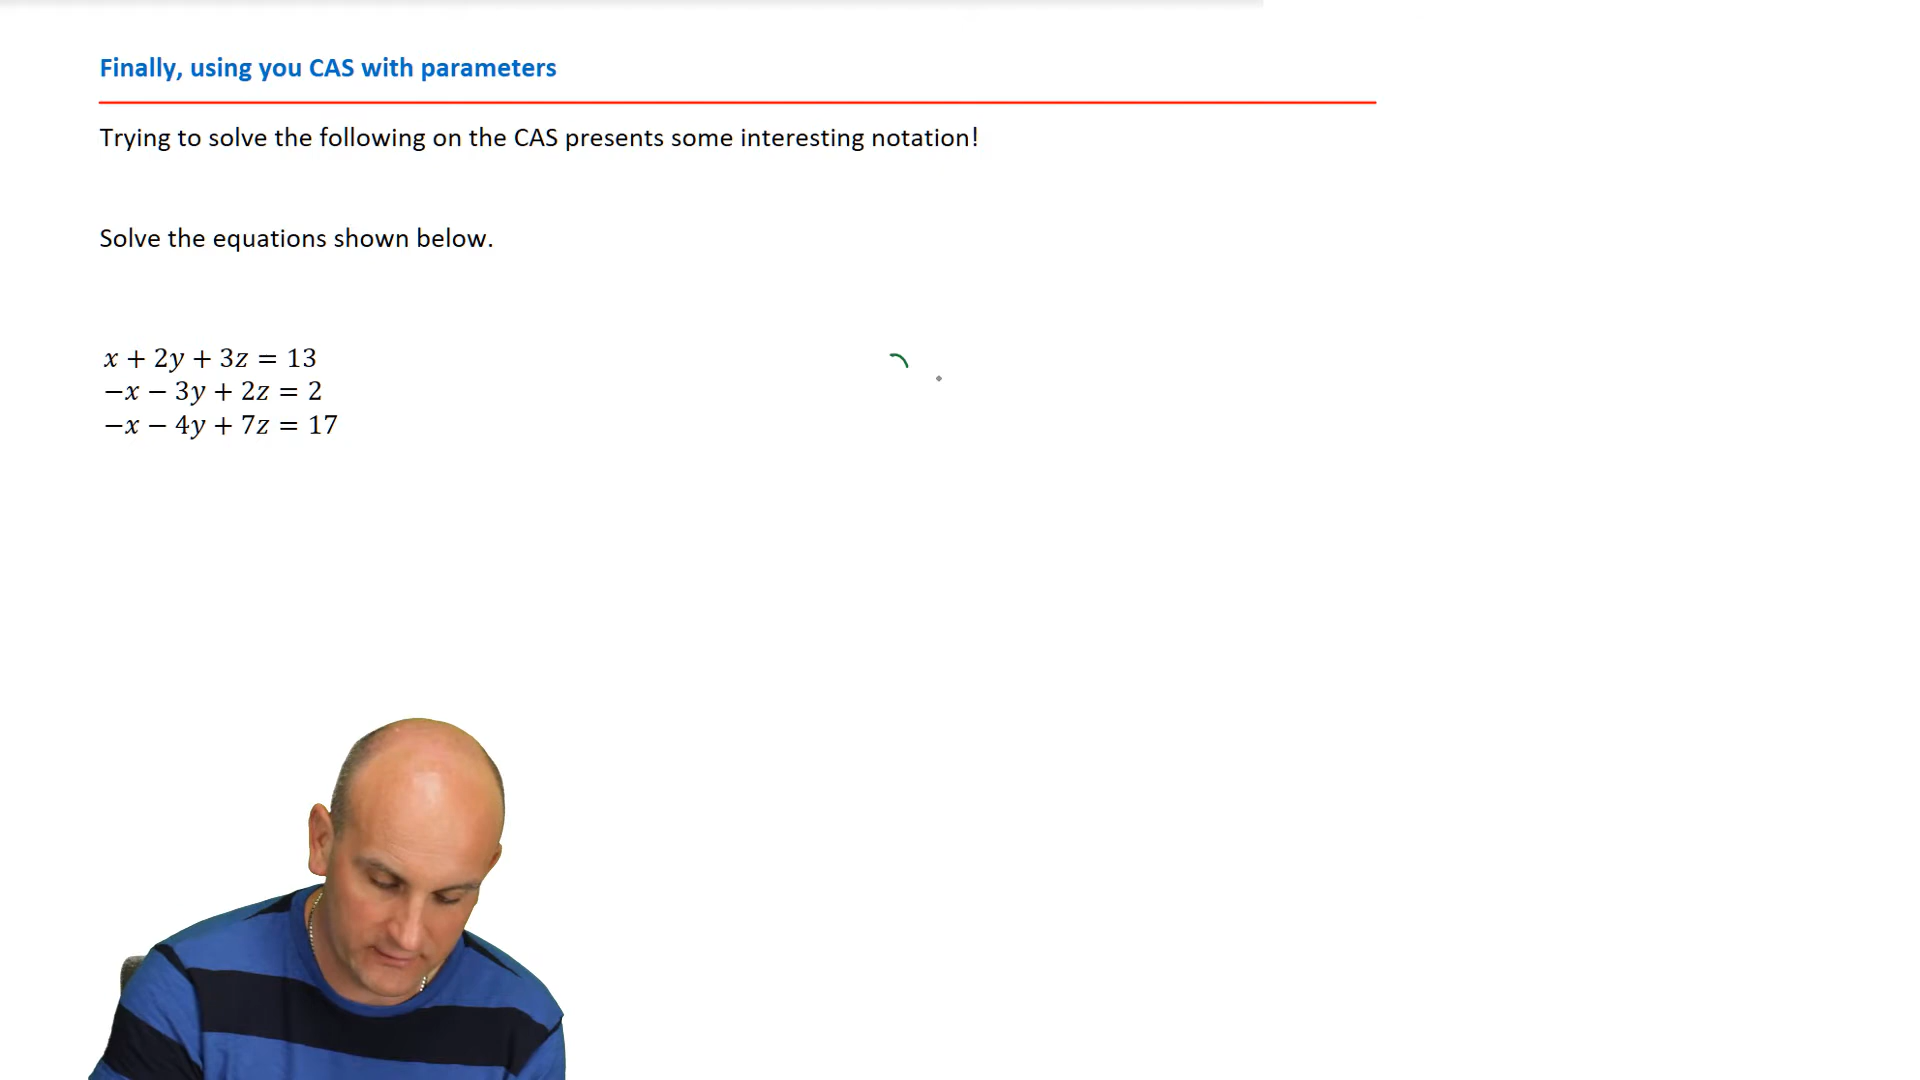 Finally, using you CAS with parameters
Trying to solve the following on the CAS presents some interesting notation!
Solve the equations shown below.
x + 2y + 3z = 13
−x − 3y + 2z = 2
−x − 4y + 7z = 17